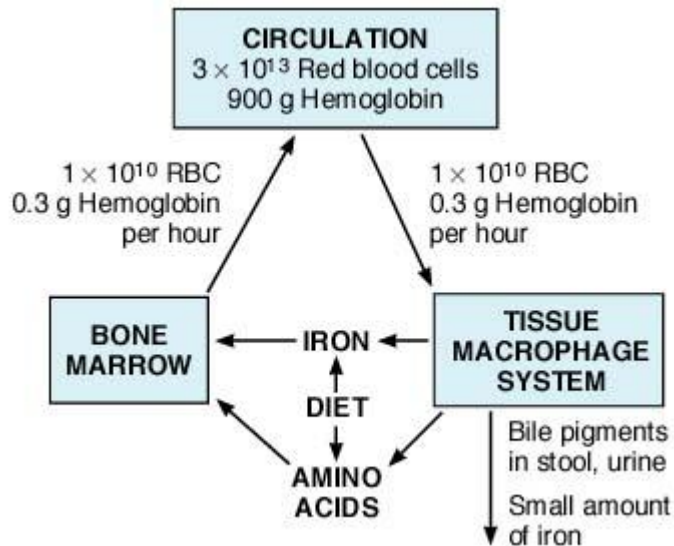 CIRCULATION
3 × 10¹³ Red blood cells
900 g Hemoglobin
1 × 10¹⁰ RBC
0.3 g Hemoglobin
per hour
1 × 10¹⁰ RBC
0.3 g Hemoglobin
per hour
BONE
MARROW
IRON
DIET
AMINO
ACIDS
TISSUE
MACROPHAGE
SYSTEM
Bile pigments
in stool, urine
Small amount
of iron